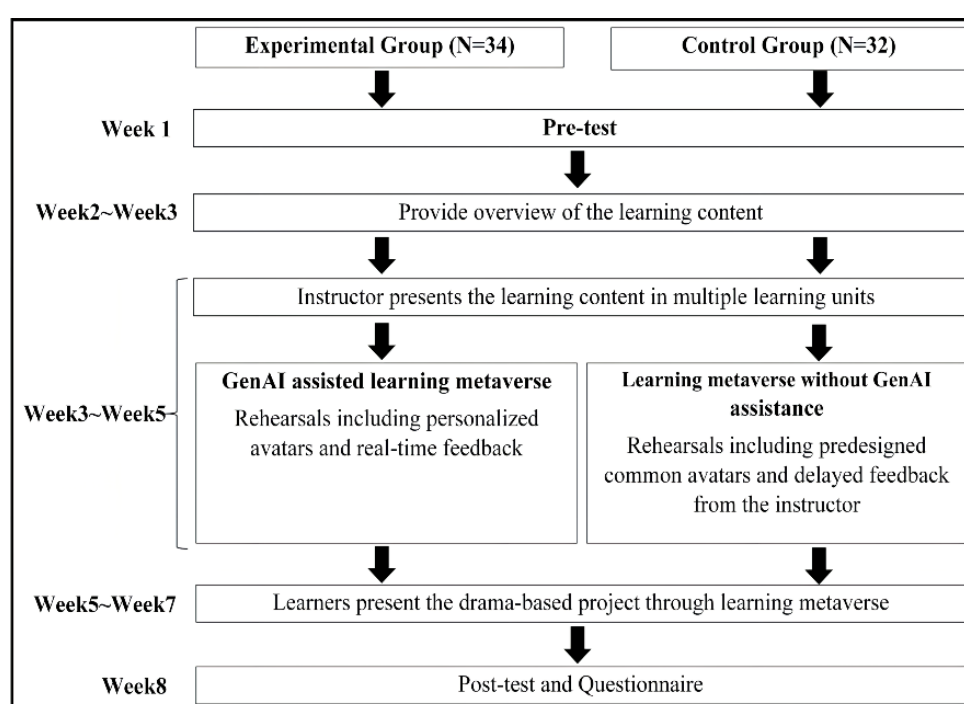 Experimental Group (N=34)
Control Group (N=32)
Week 1
Pre-test
Week2~Week3
Provide overview of the learning content
Instructor presents the learning content in multiple learning units
Week3~Week5
GenAI assisted learning metaverse
Rehearsals including personalized
avatars and real-time feedback
Learning metaverse without GenAI
assistance
Rehearsals including predesigned
common avatars and delayed feedback
from the instructor
Week5~Week7
Learners present the drama-based project through learning metaverse
Week8
Post-test and Questionnaire